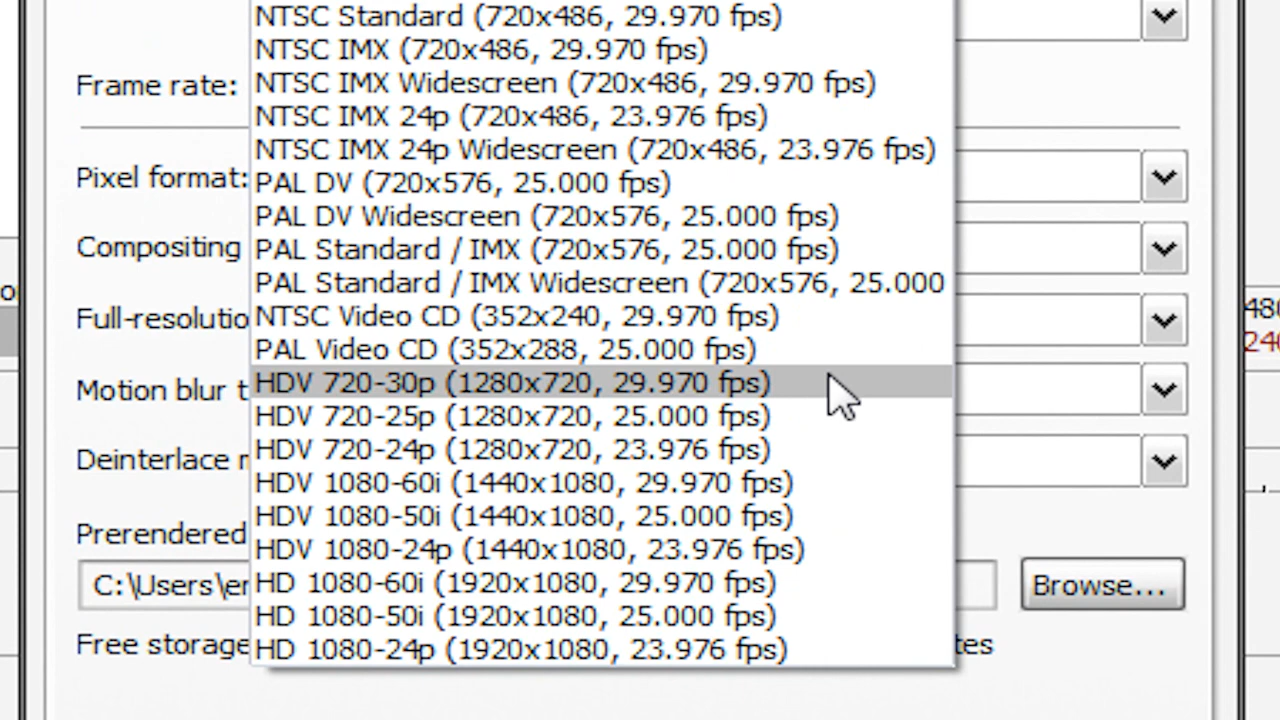 NTSC Standard (720x486, 29.970 fps)
NTSC IMX (720x486, 29.970 fps)
Frame rate:
NTSC IMX Widescreen (720x486, 29.970 fps)
NTSC IMX 24p (720x486, 23.976 fps)
NTSC IMX 24p Widescreen (720x486, 23.976 fps)
Pixel format:
PAL DV (720x576, 25.000 fps)
PAL DV Widescreen (720x576, 25.000 fps)
Compositing
PAL Standard / IMX (720x576, 25.000 fps)
PAL Standard / IMX Widescreen (720x576, 25.000
Full-resolutio
NTSC Video CD (352x240, 29.970 fps)
PAL Video CD (352x288, 25.000 fps)
HDV 720-30p (1280x720, 29.970 fps)
Motion blur t
HDV 720-25p (1280x720, 25.000 fps)
HDV 720-24p (1280x720, 23.976 fps)
Deinterlace
HDV 1080-60i (1440x1080, 29.970 fps)
HDV 1080-50i (1440x1080, 25.000 fps)
Prerendered
HDV 1080-24p (1440x1080, 23.976 fps)
HD 1080-60i (1920x1080, 29.970 fps)
C:\Users\er
Browse...
HD 1080-50i (1920x1080, 25.000 fps)
Free storage
HD 1080-24p (1920x1080, 23.976 fps)
tes